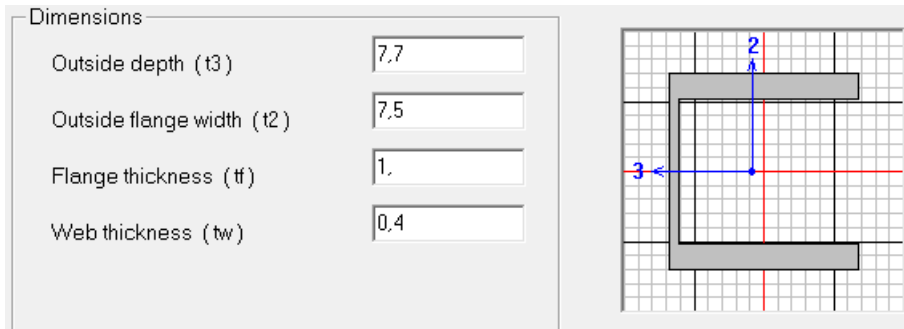 Dimensions
Outside depth (t3)
7,7
Outside flange width (t2)
7,5
Flange thickness (tf)
1,
Web thickness (tw)
0,4
2
3